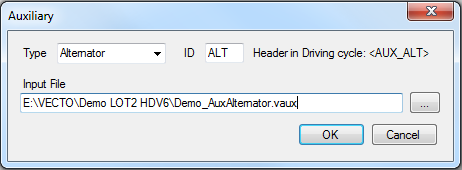 Auxiliary
Type Alternator ID ALT Header in Driving cycle: <AUX_ALT>
Input File
E:\VECTO\Demo LOT2 HDV6\Demo_AuxAlternator.vaux ...
OK Cancel